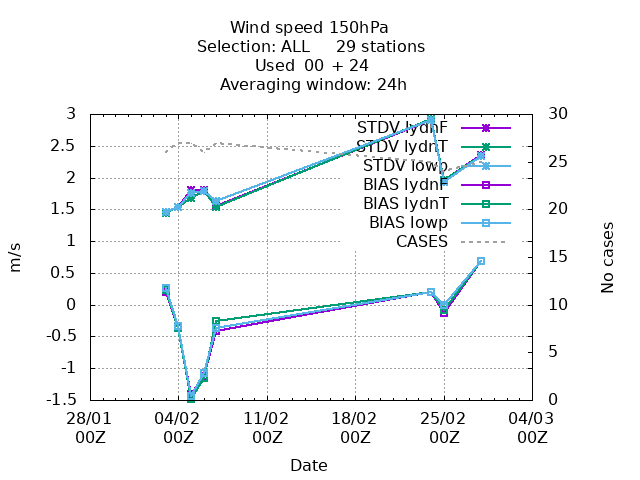 Wind speed 150hPa
Selection: ALL 29 stations
Used 00 + 24
Averaging window: 24h
3 30
STDV lydnF
2.5 STDV lydnT 25
STDV lowp
2 BIAS lydnF
1.5 BIAS lydnT 20
BIAS lowp
1 CASES 15
0.5
0 10
-0.5
-1 5
-1.5 0
m/s
No cases
28/01 04/02 11/02 18/02 25/02 04/03
00Z 00Z 00Z 00Z 00Z 00Z
Date